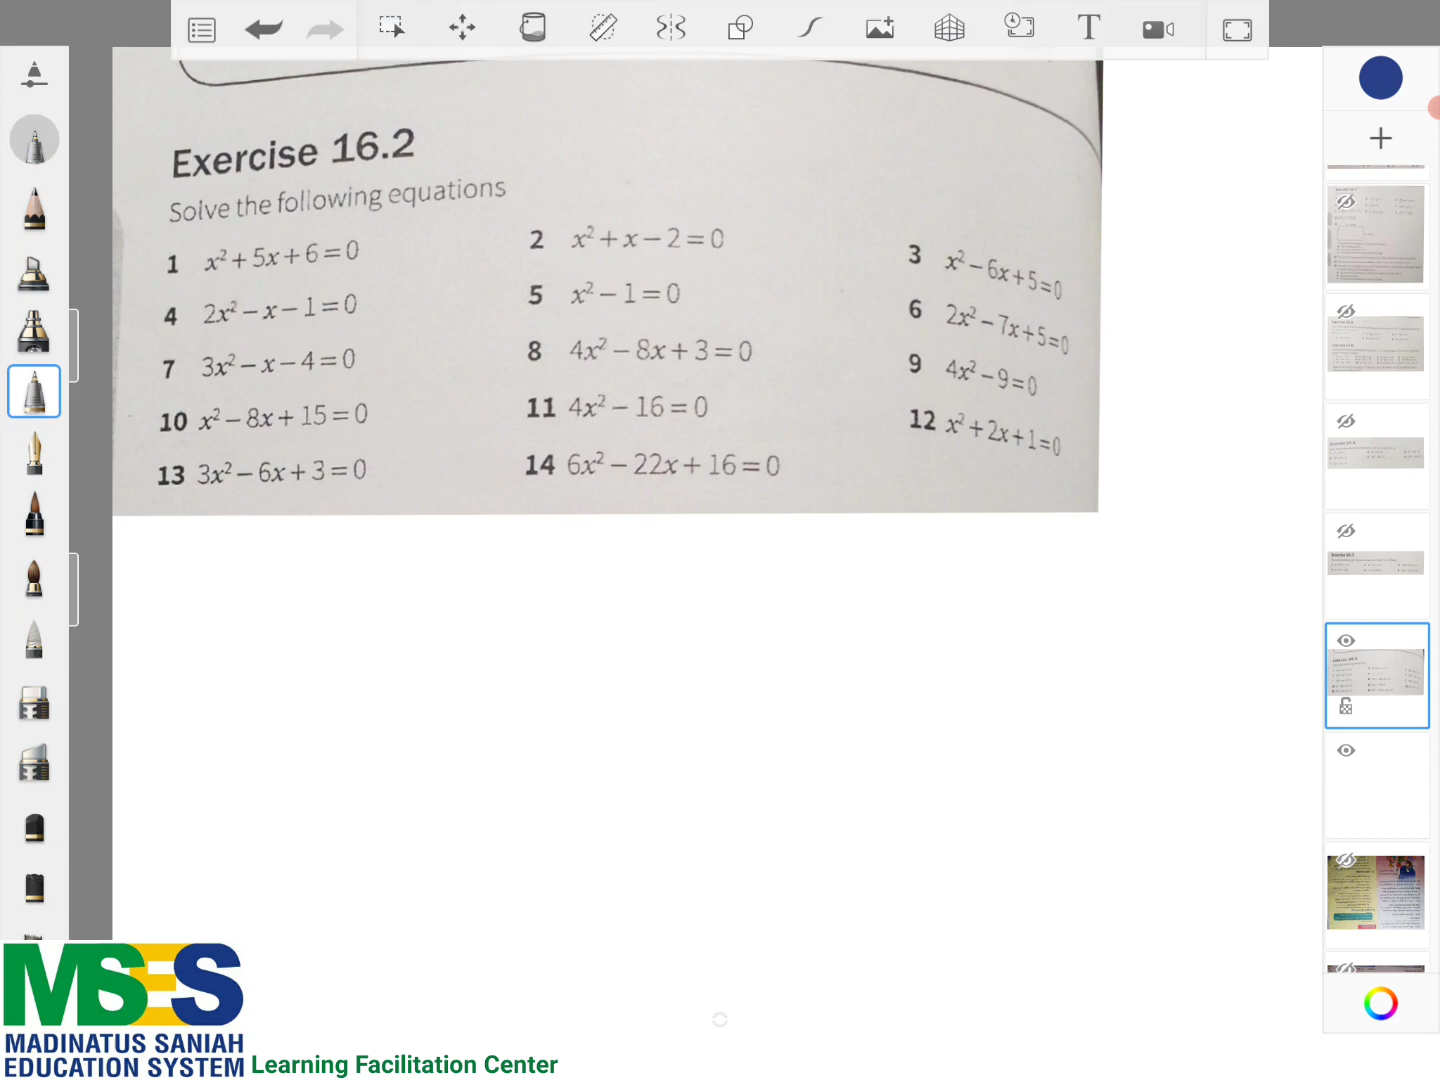 T
Exercise 16.2
Solve the following equations
1 x² + 5x + 6 = 0
2 x² + x − 2 = 0
3 x² − 6x + 5 = 0
4 2x² − x − 1 = 0
5 x² − 1 = 0
6 2x² − 7x + 5 = 0
7 3x² − x − 4 = 0
8 4x² − 8x + 3 = 0
9 4x² − 9 = 0
10 x² − 8x + 15 = 0
11 4x² − 16 = 0
12 x² + 2x + 1 = 0
13 3x² − 6x + 3 = 0
14 6x² − 22x + 16 = 0
MSES
MADINATUS SANIAH
EDUCATION SYSTEM
Learning Facilitation Center